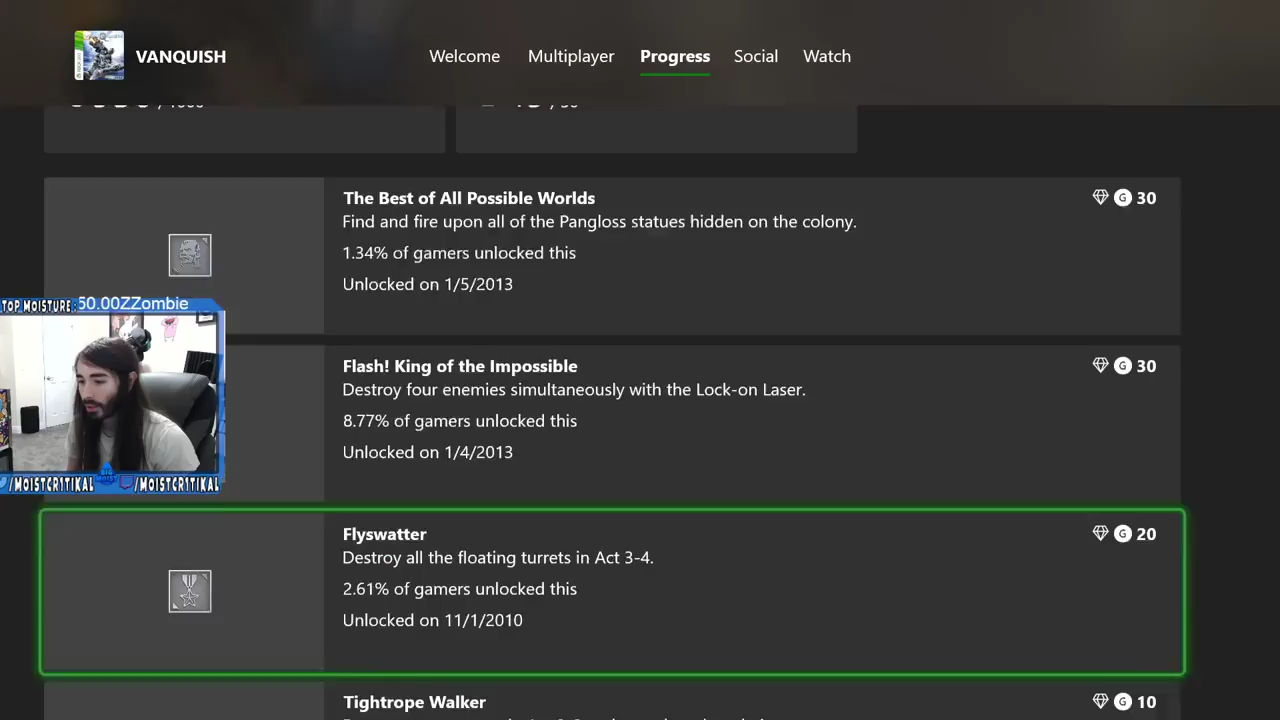 VANQUISH
Welcome Multiplayer Progress Social Watch
The Best of All Possible Worlds
G 30
Find and fire upon all of the Pangloss statues hidden on the colony.
1.34% of gamers unlocked this
Unlocked on 1/5/2013
TOP MOISTURE: 50.00ZZombie
Flash! King of the Impossible
G 30
Destroy four enemies simultaneously with the Lock-on Laser.
8.77% of gamers unlocked this
Unlocked on 1/4/2013
/MOISTCR1TIKAL /MOISTCR1TIKAL
Flyswatter
G 20
Destroy all the floating turrets in Act 3-4.
2.61% of gamers unlocked this
Unlocked on 11/1/2010
Tightrope Walker
G 10